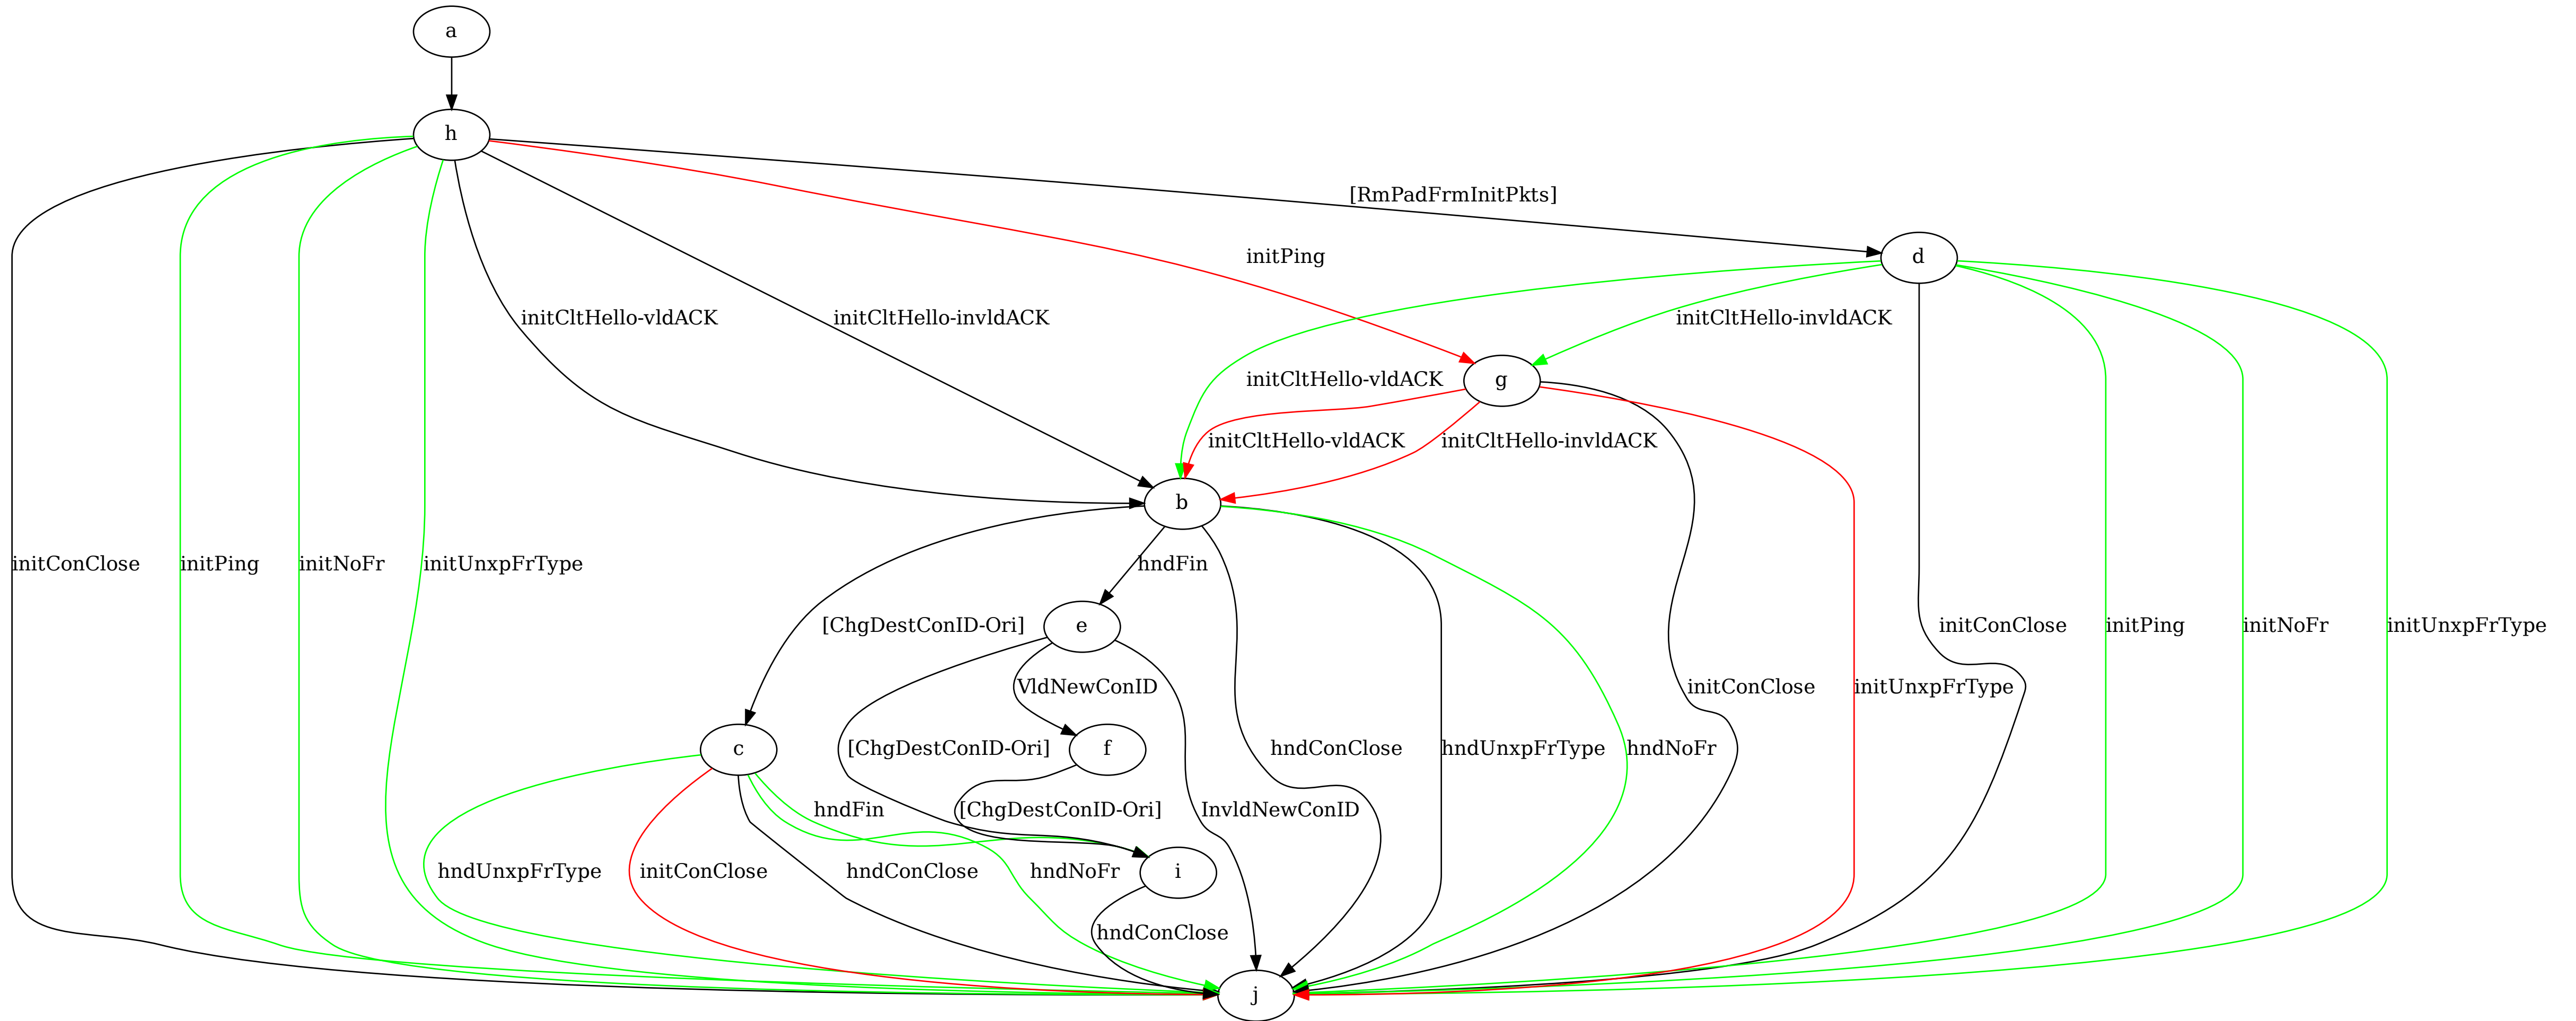 a
h
[RmPadFrmInitPkts]
initPing
d
initCltHello-vldACK
initCltHello-invldACK
initCltHello-invldACK
initCltHello-vldACK
g
initCltHello-vldACK
initCltHello-invldACK
b
initConClose
initPing
initNoFr
initUnxpFrType
hndFin
[ChgDestConID-Ori]
e
initConClose
initPing
initNoFr
initUnxpFrType
VldNewConID
initConClose
initUnxpFrType
c
[ChgDestConID-Ori]
f
hndConClose
hndUnxpFrType
hndNoFr
hndFin
[ChgDestConID-Ori]
InvldNewConID
hndUnxpFrType
initConClose
hndConClose
hndNoFr
i
hndConClose
j